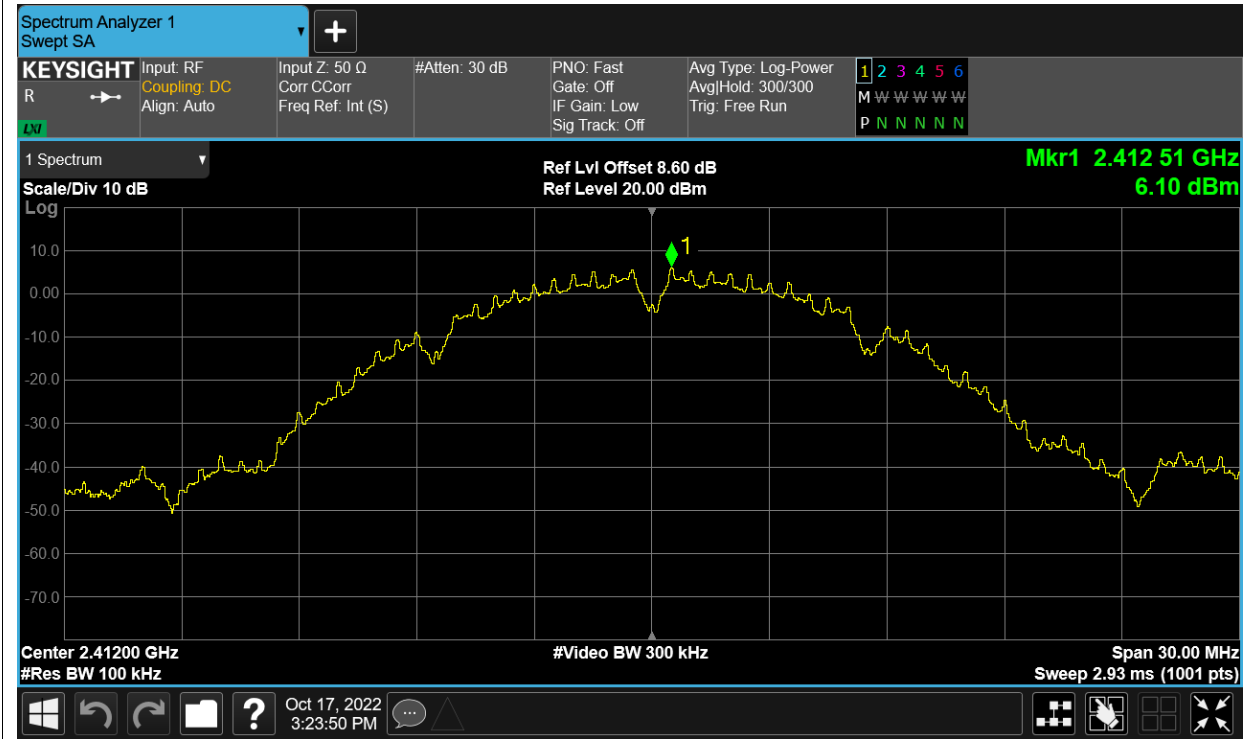 Spectrum Analyzer 1
Swept SA
KEYSIGHT
R
LXI
Input: RF
Coupling: DC
Align: Auto
Input Z: 50 Ω
Corr CCorr
Freq Ref: Int (S)
#Atten: 30 dB
PNO: Fast
Gate: Off
IF Gain: Low
Sig Track: Off
Avg Type: Log-Power
Avg|Hold: 300/300
Trig: Free Run
1 2 3 4 5 6
M W W W W W
P N N N N N
1 Spectrum
Scale/Div 10 dB
Ref Lvl Offset 8.60 dB
Ref Level 20.00 dBm
Mkr1 2.412 51 GHz
6.10 dBm
Log
1
10.0
0.00
-10.0
-20.0
-30.0
-40.0
-50.0
-60.0
-70.0
Center 2.41200 GHz
#Res BW 100 kHz
#Video BW 300 kHz
Span 30.00 MHz
Sweep 2.93 ms (1001 pts)
?
Oct 17, 2022
3:23:50 PM